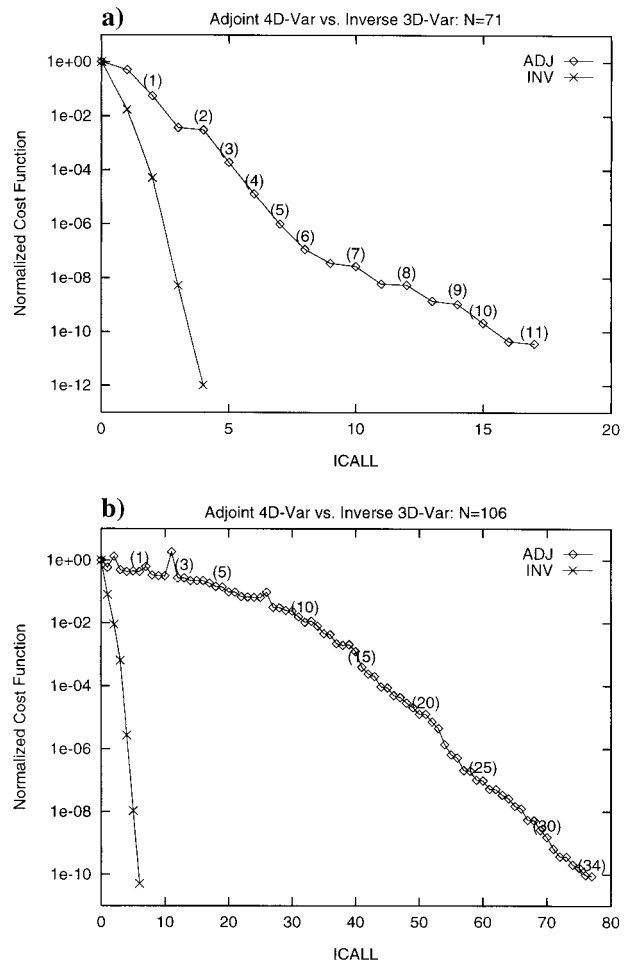 a)
Adjoint 4D-Var vs. Inverse 3D-Var: N=71
ADJ
INV
1e+00
1e-02
1e-04
1e-06
1e-08
1e-10
1e-12
Normalized Cost Function
(1)
(2)
(3)
(4)
(5)
(6)
(7)
(8)
(9)
(10)
(11)
0 5 10 15 20
ICALL
b)
Adjoint 4D-Var vs. Inverse 3D-Var: N=106
ADJ
INV
1e+00
1e-02
1e-04
1e-06
1e-08
1e-10
Normalized Cost Function
(1)
(3)
(5)
(10)
(15)
(20)
(25)
(30)
(34)
0 10 20 30 40 50 60 70 80
ICALL